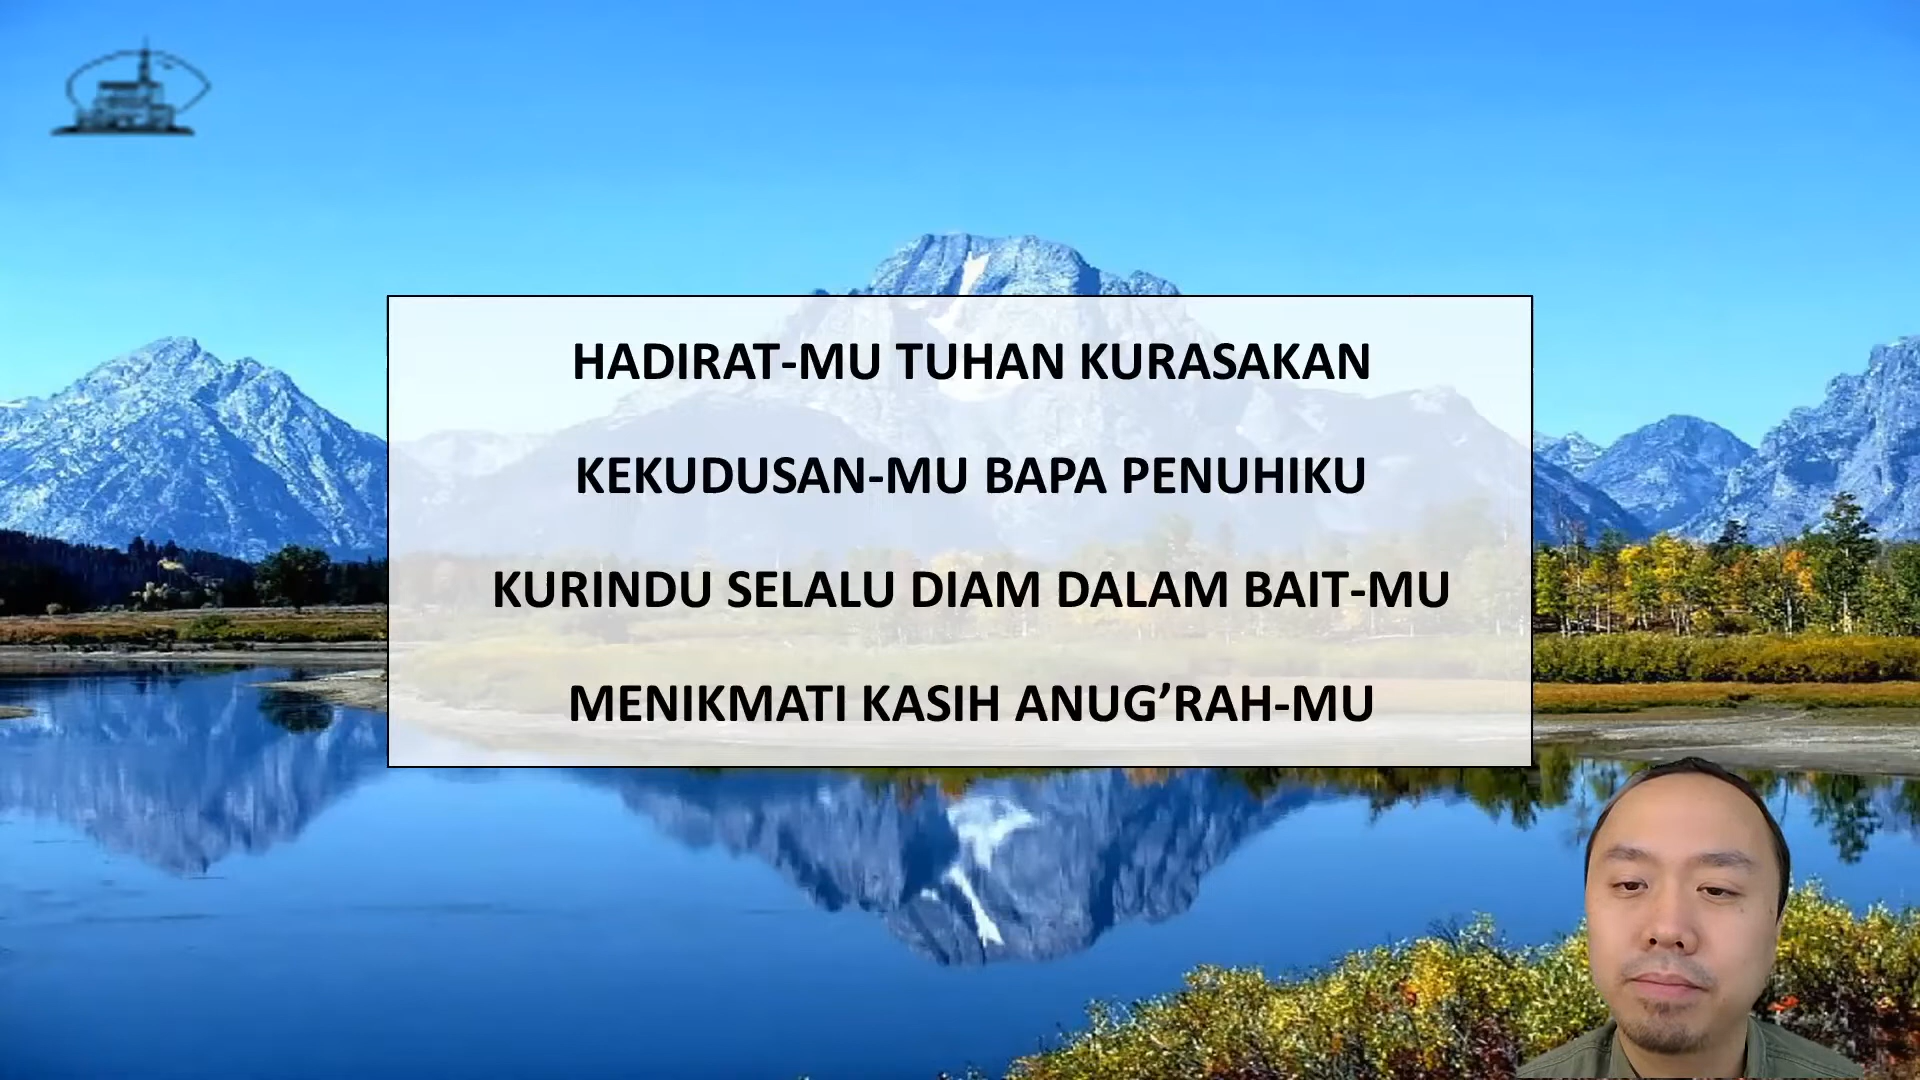 HADIRAT-MU TUHAN KURASAKAN
KEKUDUSAN-MU BAPA PENUHIKU
KURINDU SELALU DIAM DALAM BAIT-MU
MENIKMATI KASIH ANUG’RAH-MU